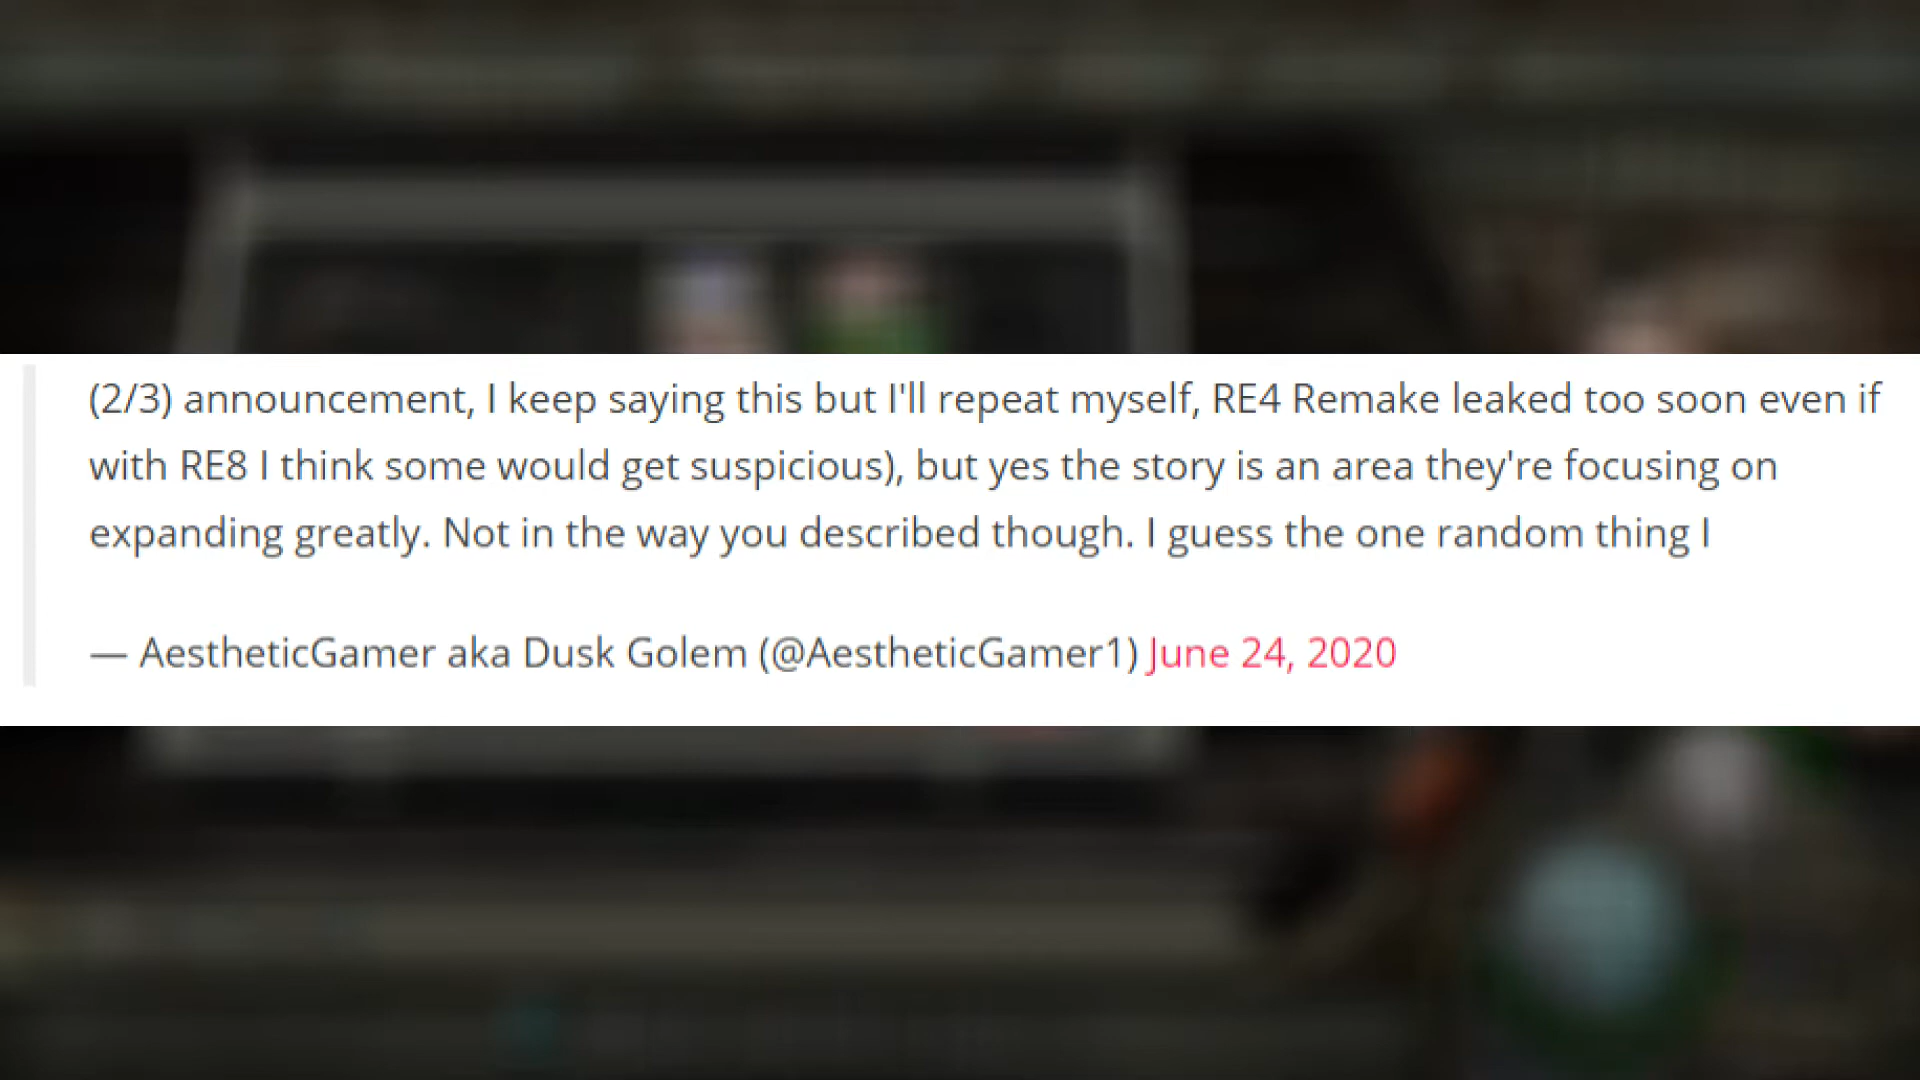 (2/3) announcement, I keep saying this but I'll repeat myself, RE4 Remake leaked too soon even if
with RE8 I think some would get suspicious), but yes the story is an area they're focusing on
expanding greatly. Not in the way you described though. I guess the one random thing I
— AestheticGamer aka Dusk Golem (@AestheticGamer1) June 24, 2020